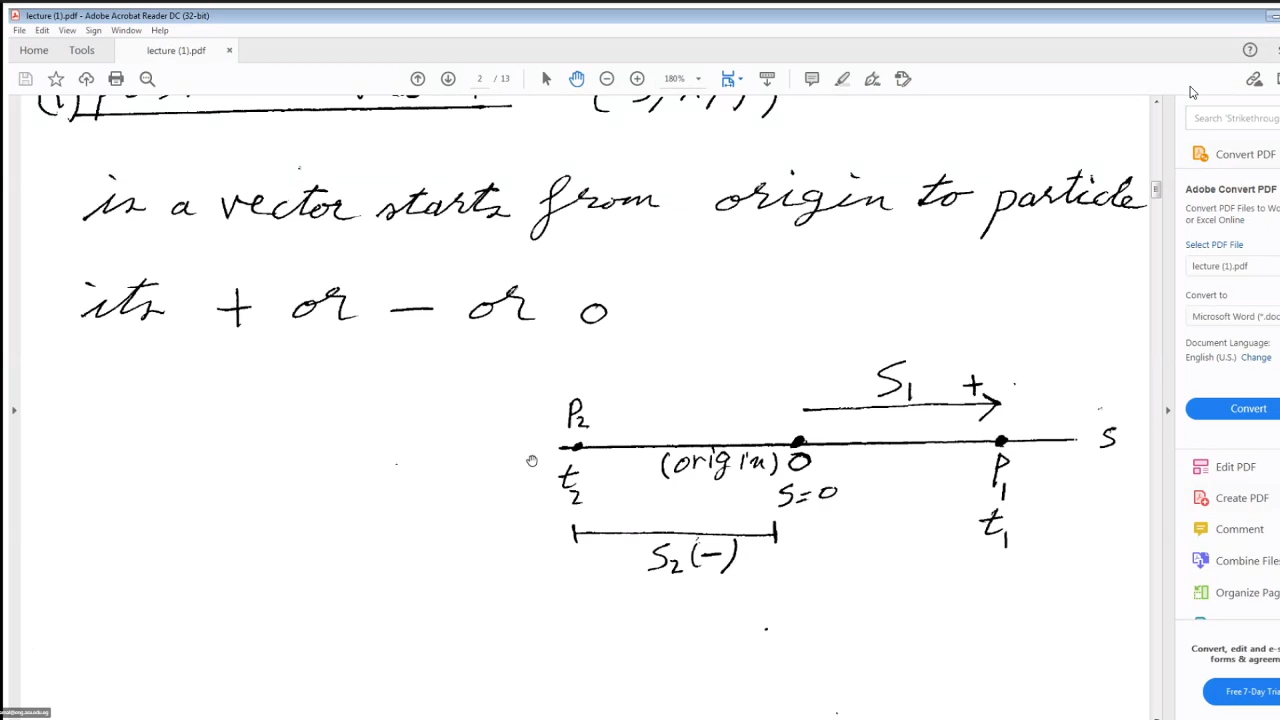 lecture (1).pdf - Adobe Acrobat Reader DC (32-bit)
File Edit View Sign Window Help
Home Tools lecture (1).pdf ×
2 / 13 180%
(1)
is a vector starts from origin to particle
its + or - or 0
S1 +
P2
S
(origin) O
P1
t2
S=0
t1
S2 (-)
Search 'Strikethroug
Convert PDF
Adobe Convert PDF
Convert PDF Files to Wo
or Excel Online
Select PDF File
lecture (1).pdf
Convert to
Microsoft Word (*.doc
Document Language:
English (U.S.) Change
Convert
Edit PDF
Create PDF
Comment
Combine Files
Organize Pag
Convert, edit and e-s
forms & agreem
Free 7-Day Tria